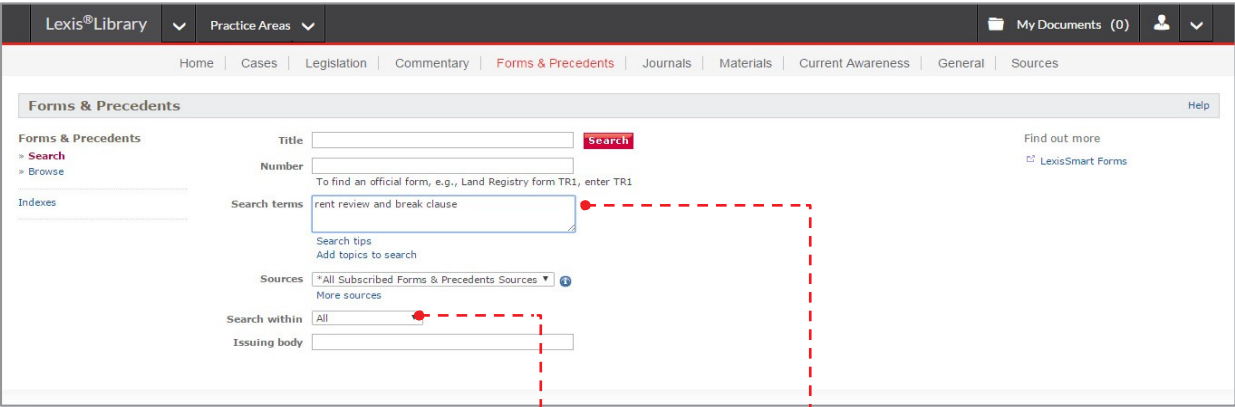 Lexis®Library Practice Areas My Documents (0)
Home Cases Legislation Commentary Forms & Precedents Journals Materials Current Awareness General Sources
Forms & Precedents Help
Forms & Precedents
» Search
» Browse
Indexes
Title Search
Number
To find an official form, e.g., Land Registry form TR1, enter TR1
Search terms rent review and break clause
Search tips
Add topics to search
Sources *All Subscribed Forms & Precedents Sources
More sources
Search within All
Issuing body
Find out more
LexisSmart Forms